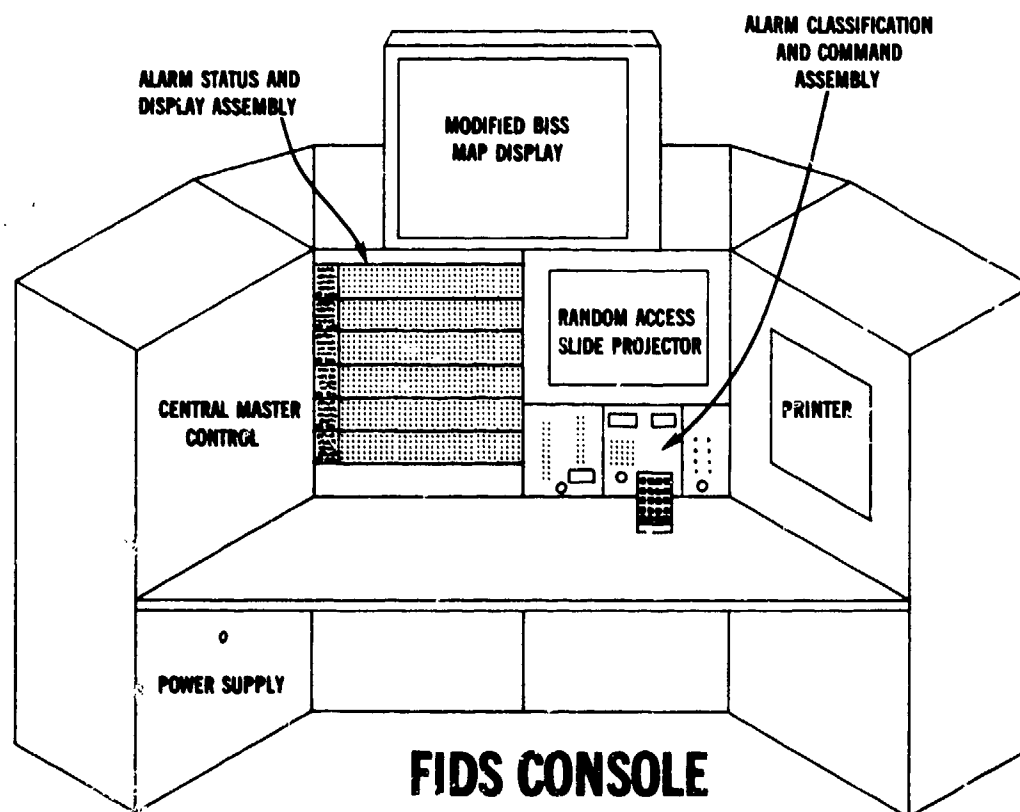 ALARM CLASSIFICATION
AND COMMAND
ASSEMBLY
ALARM STATUS AND
DISPLAY ASSEMBLY
MODIFIED BISS
MAP DISPLAY
RANDOM ACCESS
SLIDE PROJECTOR
CENTRAL MASTER
CONTROL
PRINTER
POWER SUPPLY
FIDS CONSOLE